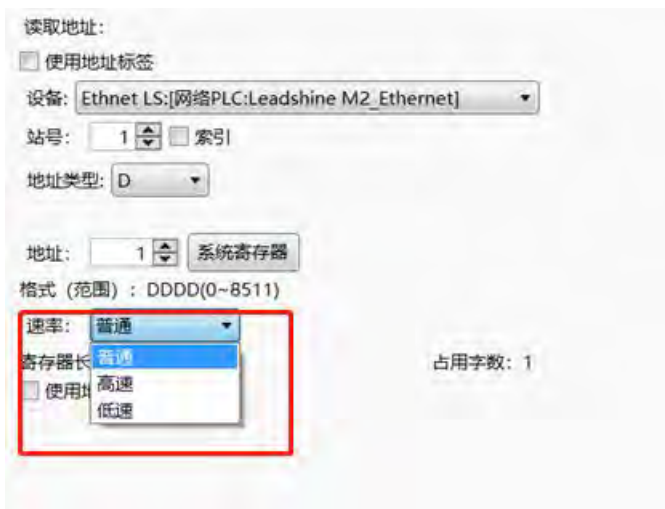 读取地址:
使用地址标签
设备: Ethnet LS:[网络PLC:Leadshine M2_Ethernet]
站号: 1 索引
地址类型: D
地址: 1 系统寄存器
格式 (范围) : DDDD(0~8511)
速率: 普通
寄存器长 普通 占用字数: 1
使用地 高速
低速